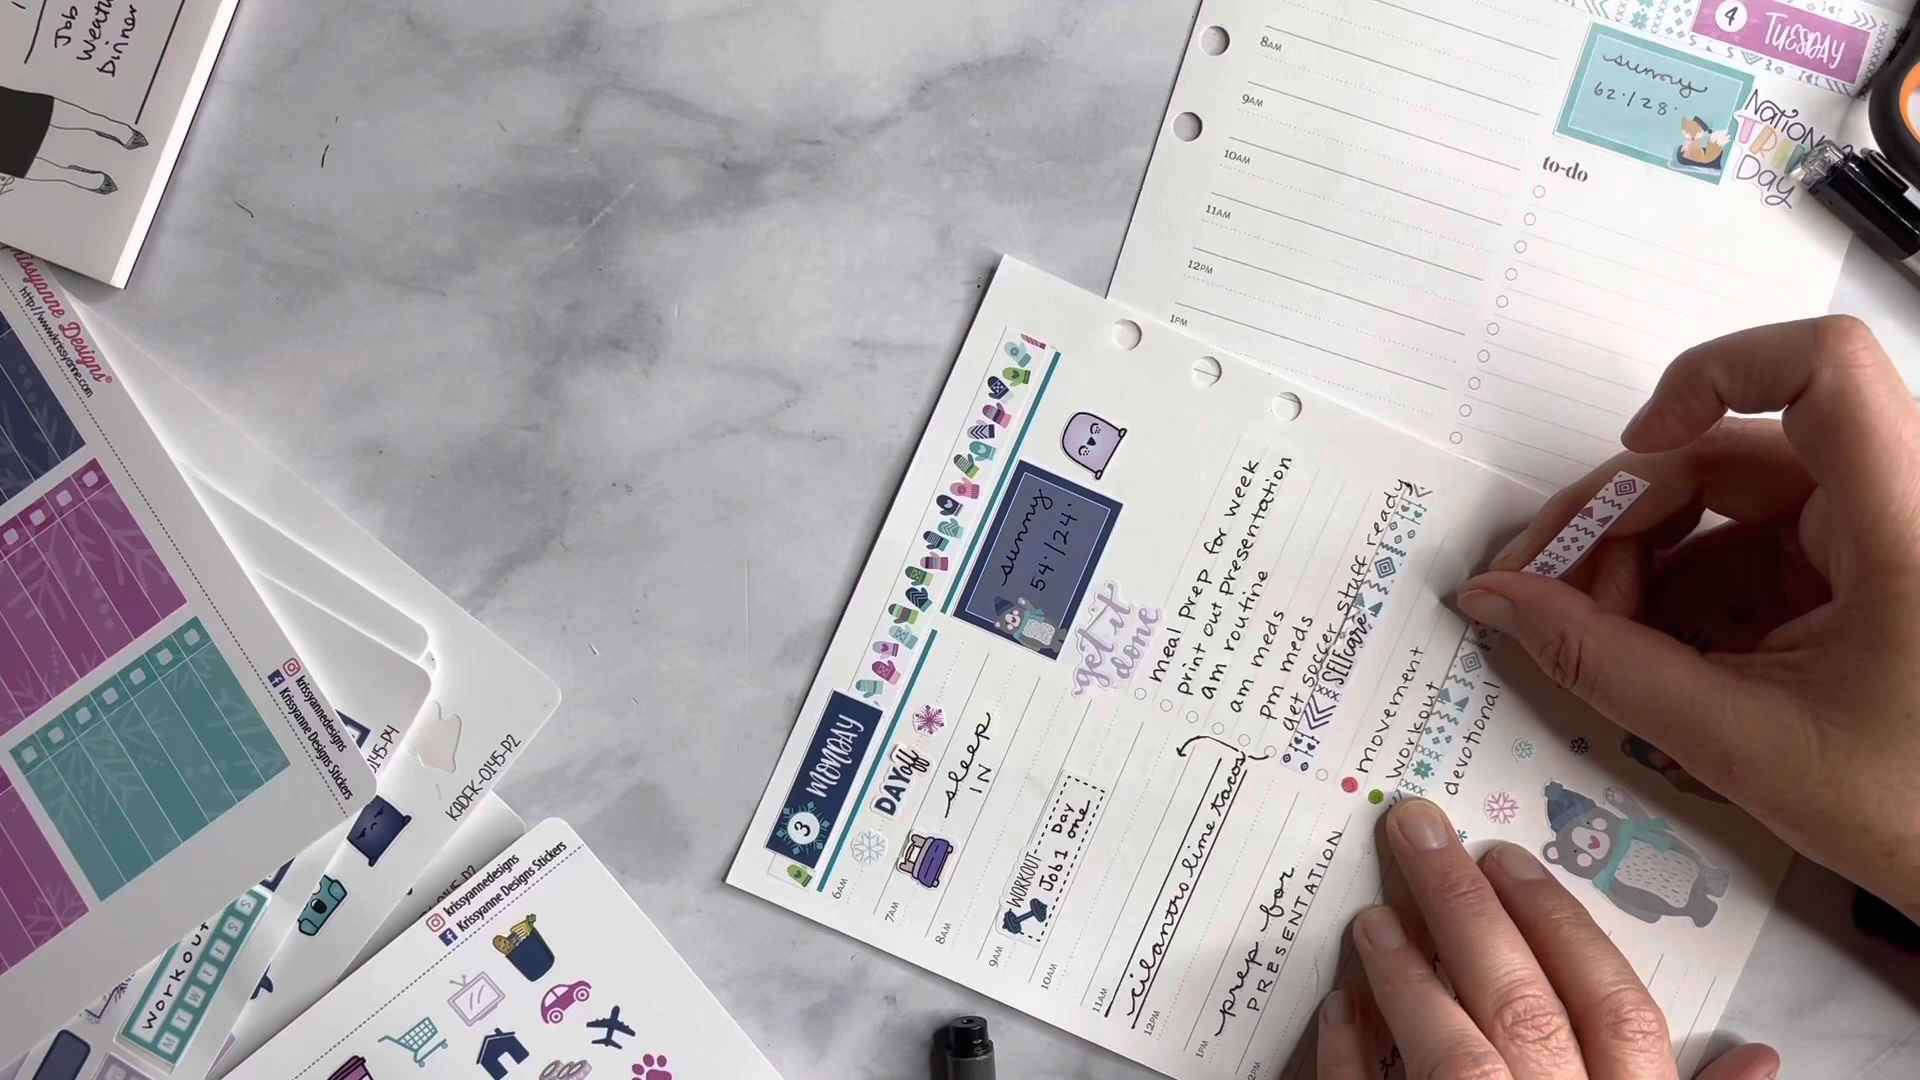 Job
Dinner
Krissyanne Designs®
http://www.krissyanne.com
krissyannedesigns
Krissyanne Designs Stickers
0145-P4
KADFK-0145-P2
workout
M T W T F S S
krissyannedesigns
Krissyanne Designs Stickers
8AM
9AM
10AM
11AM
12PM
1PM
4 TUESDAY
sunny
62°/28°
Day
to-do
3 MONDAY
sunny
54°/24°
DAY off
sleep
IN
get it
done
6AM
7AM
8AM
9AM
10AM
11AM
12PM
1PM
2PM
WORKOUT
Job 1 Day
one
cilantro lime tacos
prep for
PRESENTATION
meal prep for week
print out presentation
am routine
am meds
pm meds
get soccer stuff ready
SELFcare
movement
workout
devotional